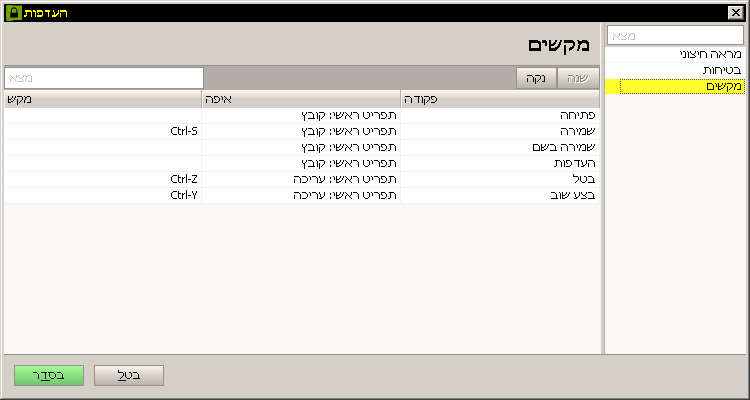 העדפות
מצא
מראה חיצוני
בטיחות
מקשים
מקשים
שנה
נקה
מצא
פקודה איפה מקש
פתיחה תפריט ראשי: קובץ
שמירה תפריט ראשי: קובץ Ctrl-S
שמירה בשם תפריט ראשי: קובץ
העדפות תפריט ראשי: קובץ
בטל תפריט ראשי: עריכה Ctrl-Z
בצע שוב תפריט ראשי: עריכה Ctrl-Y
בטל
בסדר